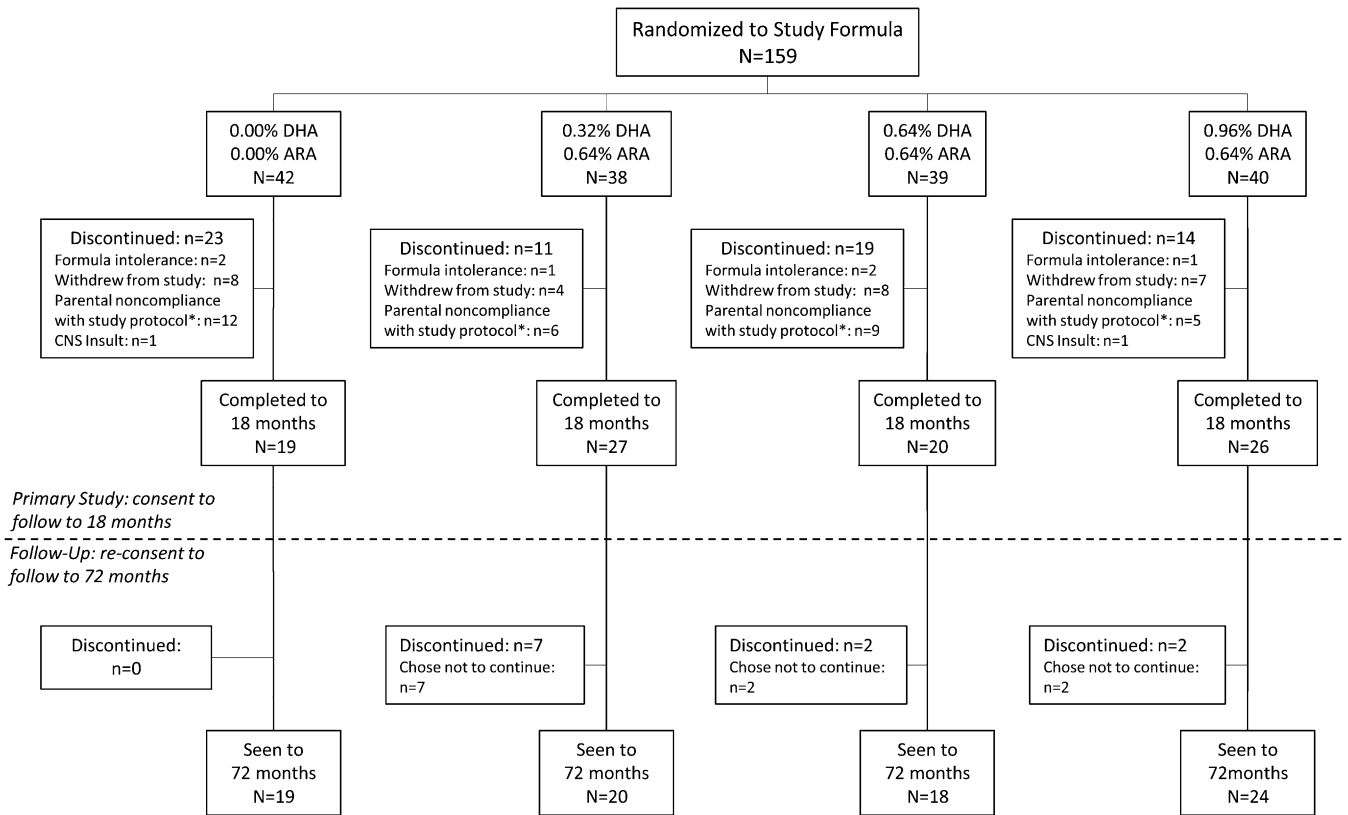 Randomized to Study Formula
N=159
0.00% DHA
0.00% ARA
N=42
0.32% DHA
0.64% ARA
N=38
0.64% DHA
0.64% ARA
N=39
0.96% DHA
0.64% ARA
N=40
Discontinued: n=23
Formula intolerance: n=2
Withdrew from study:  n=8
Parental noncompliance
with study protocol*: n=12
CNS Insult: n=1
Discontinued: n=11
Formula intolerance: n=1
Withdrew from study: n=4
Parental noncompliance
with study protocol*: n=6
Discontinued: n=19
Formula intolerance: n=2
Withdrew from study:  n=8
Parental noncompliance
with study protocol*: n=9
Discontinued: n=14
Formula intolerance: n=1
Withdrew from study: n=7
Parental noncompliance
with study protocol*: n=5
CNS Insult: n=1
Completed to
18 months
N=19
Completed to
18 months
N=27
Completed to
18 months
N=20
Completed to
18 months
N=26
Primary Study: consent to
follow to 18 months
Follow-Up: re-consent to
follow to 72 months
Discontinued:
n=0
Discontinued: n=7
Chose not to continue:
n=7
Discontinued: n=2
Chose not to continue:
n=2
Discontinued: n=2
Chose not to continue:
n=2
Seen to
72 months
N=19
Seen to
72 months
N=20
Seen to
72 months
N=18
Seen to
72months
N=24